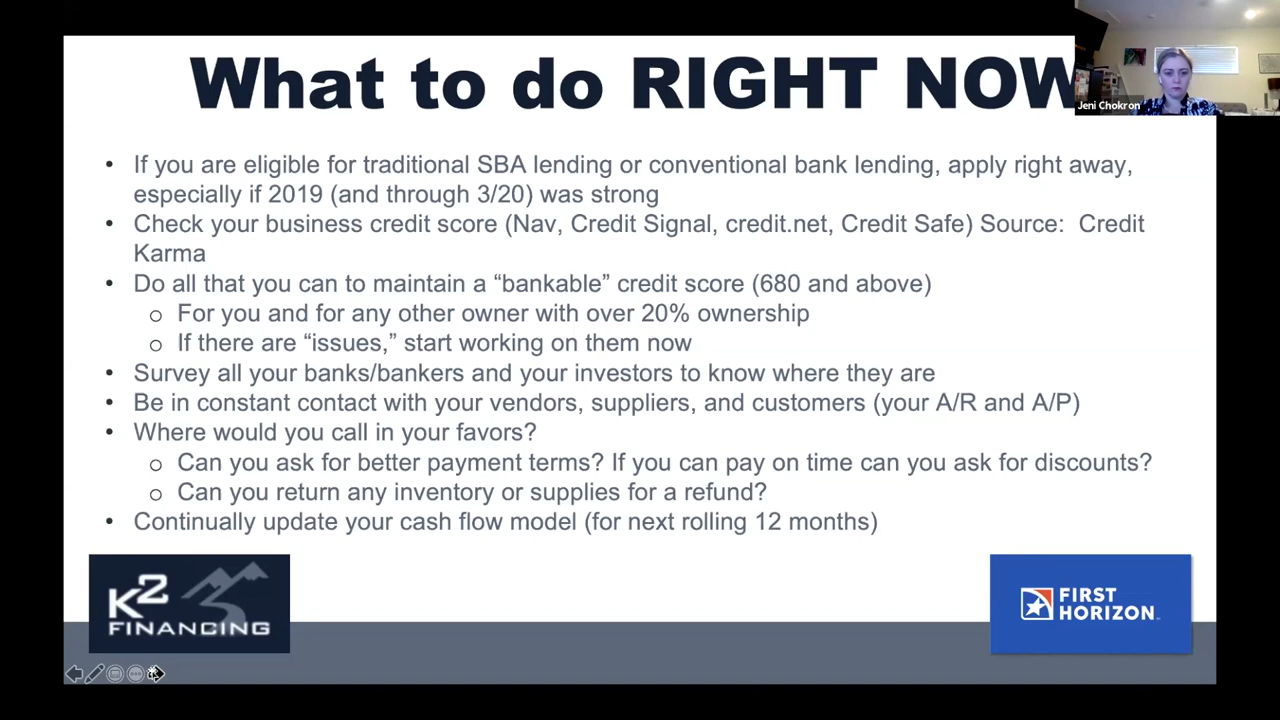 What to do RIGHT NOW
Jeni Chokron
• If you are eligible for traditional SBA lending or conventional bank lending, apply right away,
especially if 2019 (and through 3/20) was strong
• Check your business credit score (Nav, Credit Signal, credit.net, Credit Safe) Source: Credit
Karma
• Do all that you can to maintain a “bankable” credit score (680 and above)
o For you and for any other owner with over 20% ownership
o If there are “issues,” start working on them now
• Survey all your banks/bankers and your investors to know where they are
• Be in constant contact with your vendors, suppliers, and customers (your A/R and A/P)
• Where would you call in your favors?
o Can you ask for better payment terms? If you can pay on time can you ask for discounts?
o Can you return any inventory or supplies for a refund?
• Continually update your cash flow model (for next rolling 12 months)
K2
FINANCING
FIRST
HORIZON